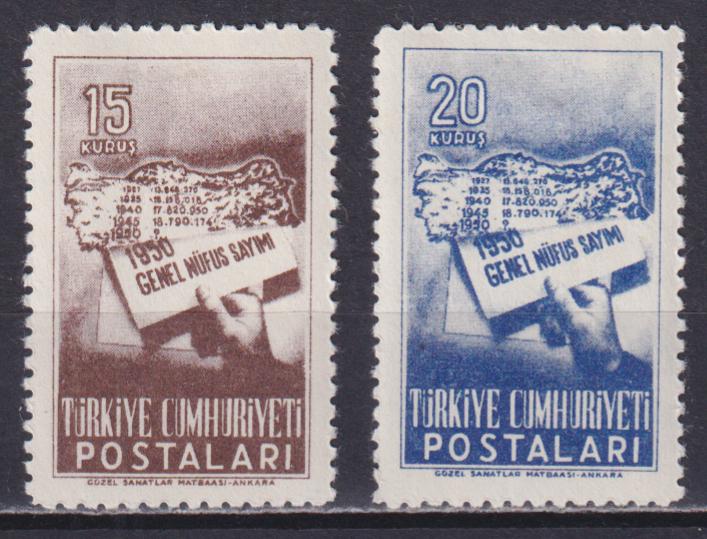 15
KURUŞ
1927 13.648.270
1935 16.158.018
1940 17.820.950
1945 18.790.174
1950 ?
1950
GENEL NÜFUS SAYIMI
TÜRKİYE CUMHURİYETİ
POSTALARI
GÜZEL SANATLAR MATBAASI-ANKARA
20
KURUŞ
1927 13.648.270
1935 16.158.018
1940 17.820.950
1945 18.790.174
1950 ?
1950
GENEL NÜFUS SAYIMI
TÜRKİYE CUMHURİYETİ
POSTALARI
GÜZEL SANATLAR MATBAASI-ANKARA